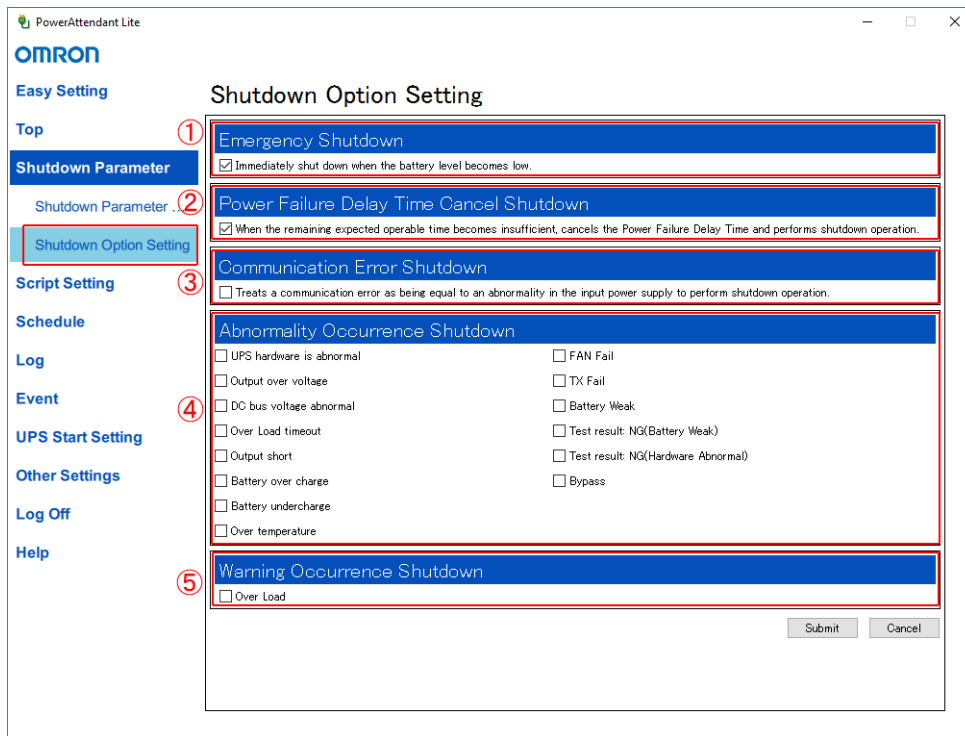 PowerAttendant Lite
OMRON
Easy Setting
Top
Shutdown Parameter
Shutdown Parameter ...
Shutdown Option Setting
Script Setting
Schedule
Log
Event
UPS Start Setting
Other Settings
Log Off
Help
Shutdown Option Setting
①
Emergency Shutdown
Immediately shut down when the battery level becomes low.
②
Power Failure Delay Time Cancel Shutdown
When the remaining expected operable time becomes insufficient, cancels the Power Failure Delay Time and performs shutdown operation.
③
Communication Error Shutdown
Treats a communication error as being equal to an abnormality in the input power supply to perform shutdown operation.
④
Abnormality Occurrence Shutdown
UPS hardware is abnormal
Output over voltage
DC bus voltage abnormal
Over Load timeout
Output short
Battery over charge
Battery undercharge
Over temperature
FAN Fail
TX Fail
Battery Weak
Test result: NG(Battery Weak)
Test result: NG(Hardware Abnormal)
Bypass
⑤
Warning Occurrence Shutdown
Over Load
Submit
Cancel